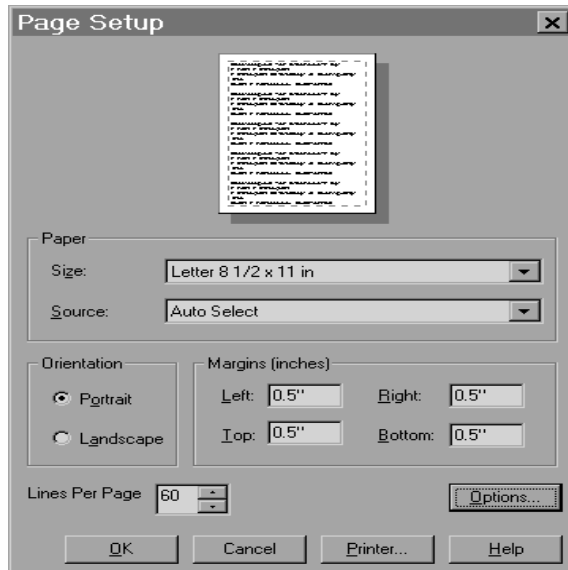 Page Setup
Paper
Size: Letter 8 1/2 x 11 in
Source: Auto Select
Orientation
Portrait
Landscape
Margins (inches)
Left: 0.5" Right: 0.5"
Top: 0.5" Bottom: 0.5"
Lines Per Page 60 Options...
OK Cancel Printer... Help